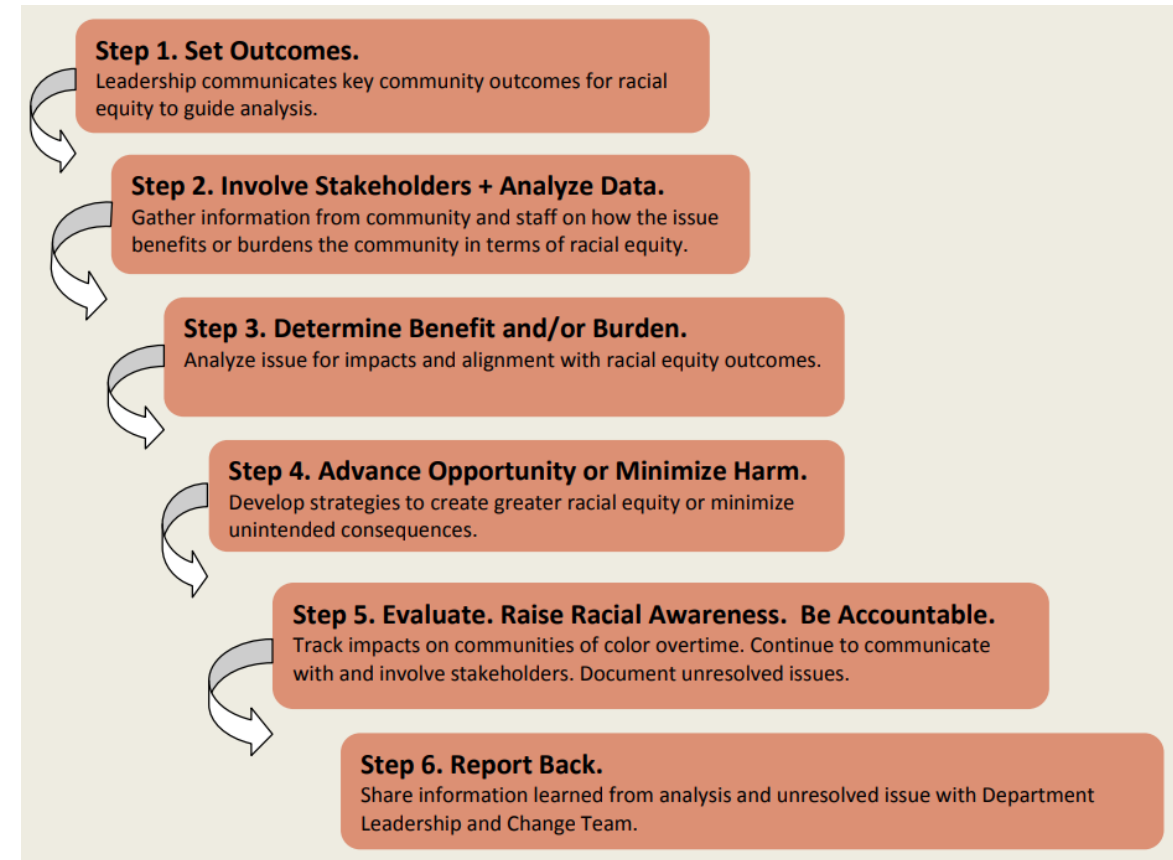 Step 1. Set Outcomes.
Leadership communicates key community outcomes for racial
equity to guide analysis.
Step 2. Involve Stakeholders + Analyze Data.
Gather information from community and staff on how the issue
benefits or burdens the community in terms of racial equity.
Step 3. Determine Benefit and/or Burden.
Analyze issue for impacts and alignment with racial equity outcomes.
Step 4. Advance Opportunity or Minimize Harm.
Develop strategies to create greater racial equity or minimize
unintended consequences.
Step 5. Evaluate. Raise Racial Awareness.  Be Accountable.
Track impacts on communities of color overtime. Continue to communicate
with and involve stakeholders. Document unresolved issues.
Step 6. Report Back.
Share information learned from analysis and unresolved issue with Department
Leadership and Change Team.